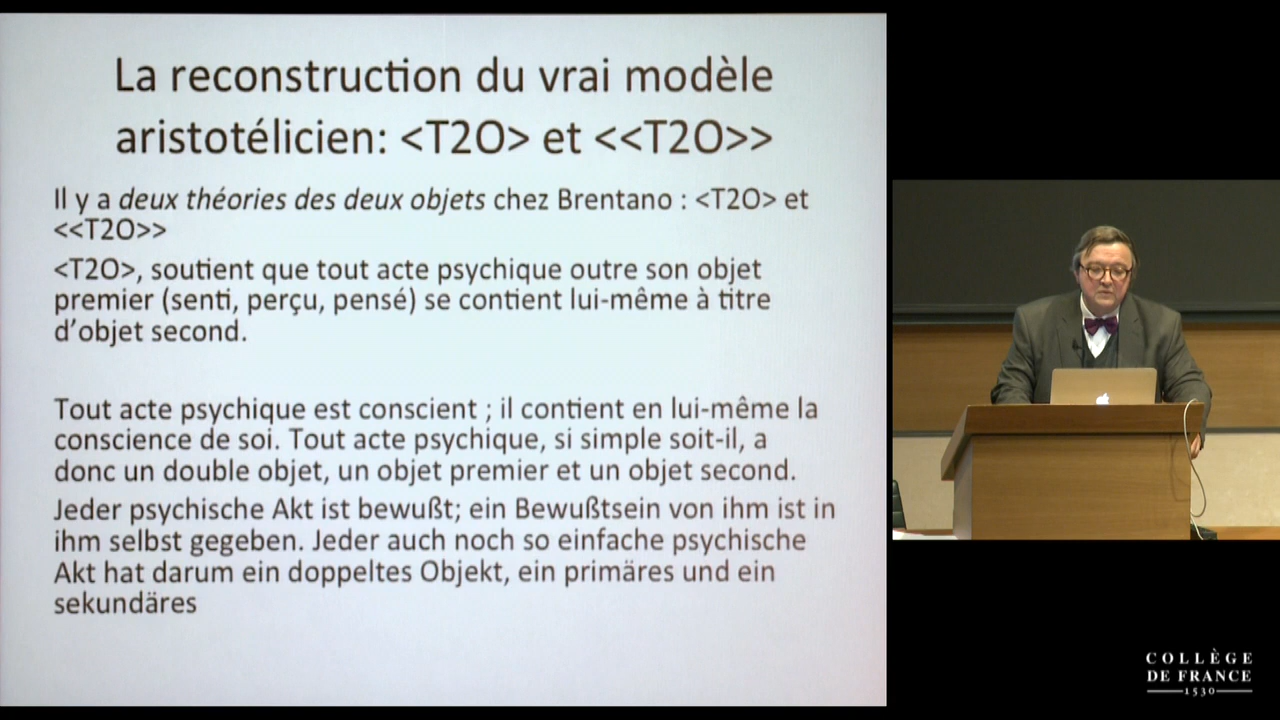 La reconstruction du vrai modèle
aristotélicien: <T2O> et <<T2O>>
Il y a deux théories des deux objets chez Brentano : <T2O> et
<<T2O>>
<T2O>, soutient que tout acte psychique outre son objet
premier (senti, perçu, pensé) se contient lui-même à titre
d’objet second.
Tout acte psychique est conscient ; il contient en lui-même la
conscience de soi. Tout acte psychique, si simple soit-il, a
donc un double objet, un objet premier et un objet second.
Jeder psychische Akt ist bewußt; ein Bewußtsein von ihm ist in
ihm selbst gegeben. Jeder auch noch so einfache psychische
Akt hat darum ein doppeltes Objekt, ein primäres und ein
sekundäres
COLLÈGE
DE FRANCE
1530